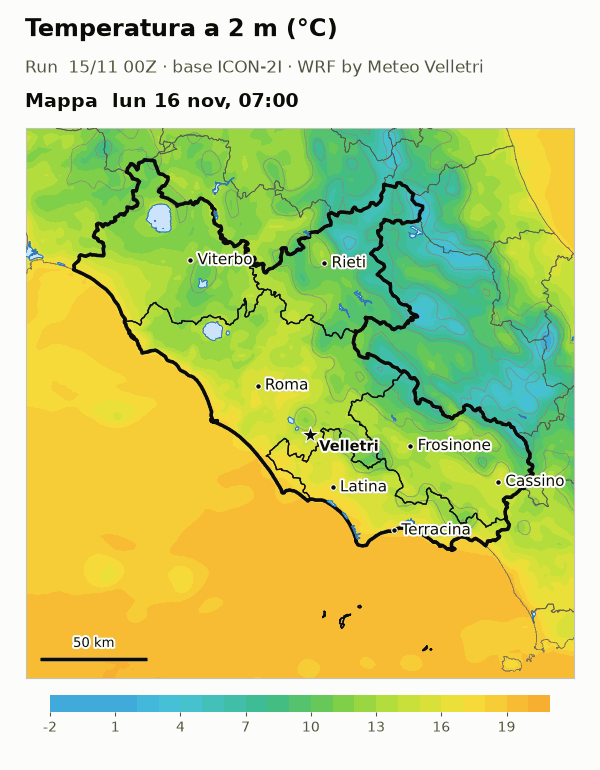 Temperatura a 2 m (°C)
Run  15/11 00Z · base ICON-2I · WRF by Meteo Velletri
Mappa  lun 16 nov, 07:00
Viterbo
Rieti
Roma
Velletri
Frosinone
Cassino
Latina
Terracina
50 km
-2 1 4 7 10 13 16 19